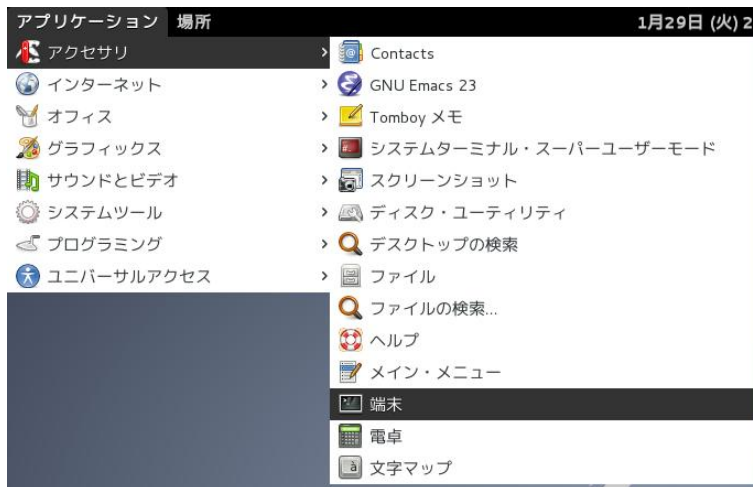 アプリケーション 場所 1月29日 (火) 2
アクセサリ
インターネット
オフィス
グラフィックス
サウンドとビデオ
システムツール
プログラミング
ユニバーサルアクセス
Contacts
GNU Emacs 23
Tomboy メモ
システムターミナル・スーパーユーザーモード
スクリーンショット
ディスク・ユーティリティ
デスクトップの検索
ファイル
ファイルの検索...
ヘルプ
メイン・メニュー
端末
電卓
文字マップ